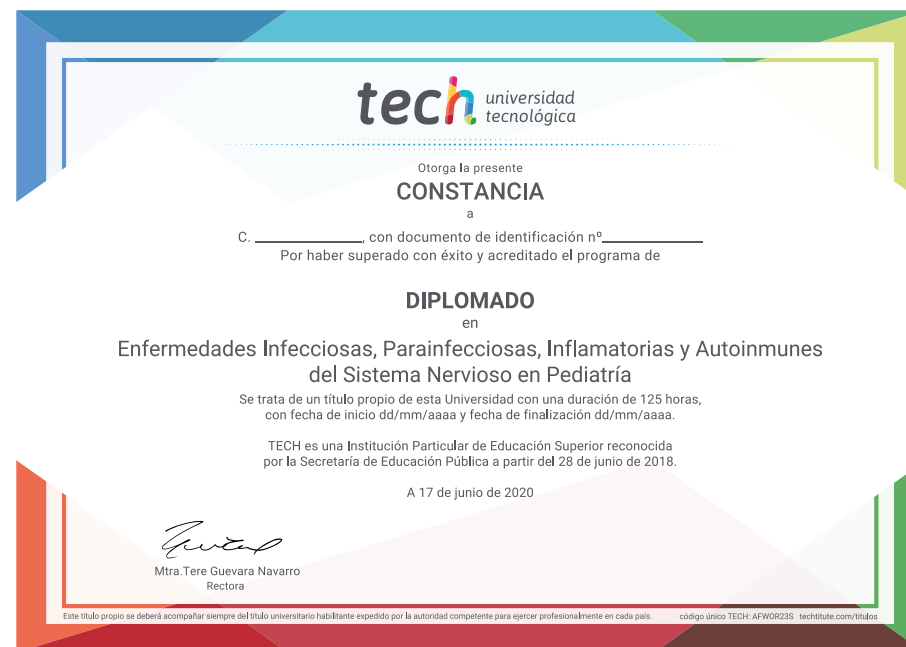 tech universidad
tecnológica
Otorga la presente
CONSTANCIA
a
C. ____________, con documento de identificación nº____________
Por haber superado con éxito y acreditado el programa de
DIPLOMADO
en
Enfermedades Infecciosas, Parainfecciosas, Inflamatorias y Autoinmunes
del Sistema Nervioso en Pediatría
Se trata de un título propio de esta Universidad con una duración de 125 horas,
con fecha de inicio dd/mm/aaaa y fecha de finalización dd/mm/aaaa.
TECH es una Institución Particular de Educación Superior reconocida
por la Secretaría de Educación Pública a partir del 28 de junio de 2018.
A 17 de junio de 2020
Mtra.Tere Guevara Navarro
Rectora
Este título propio se deberá acompañar siempre del título universitario habilitante expedido por la autoridad competente para ejercer profesionalmente en cada país. código único TECH: AFWOR23S techtitute.com/titulos